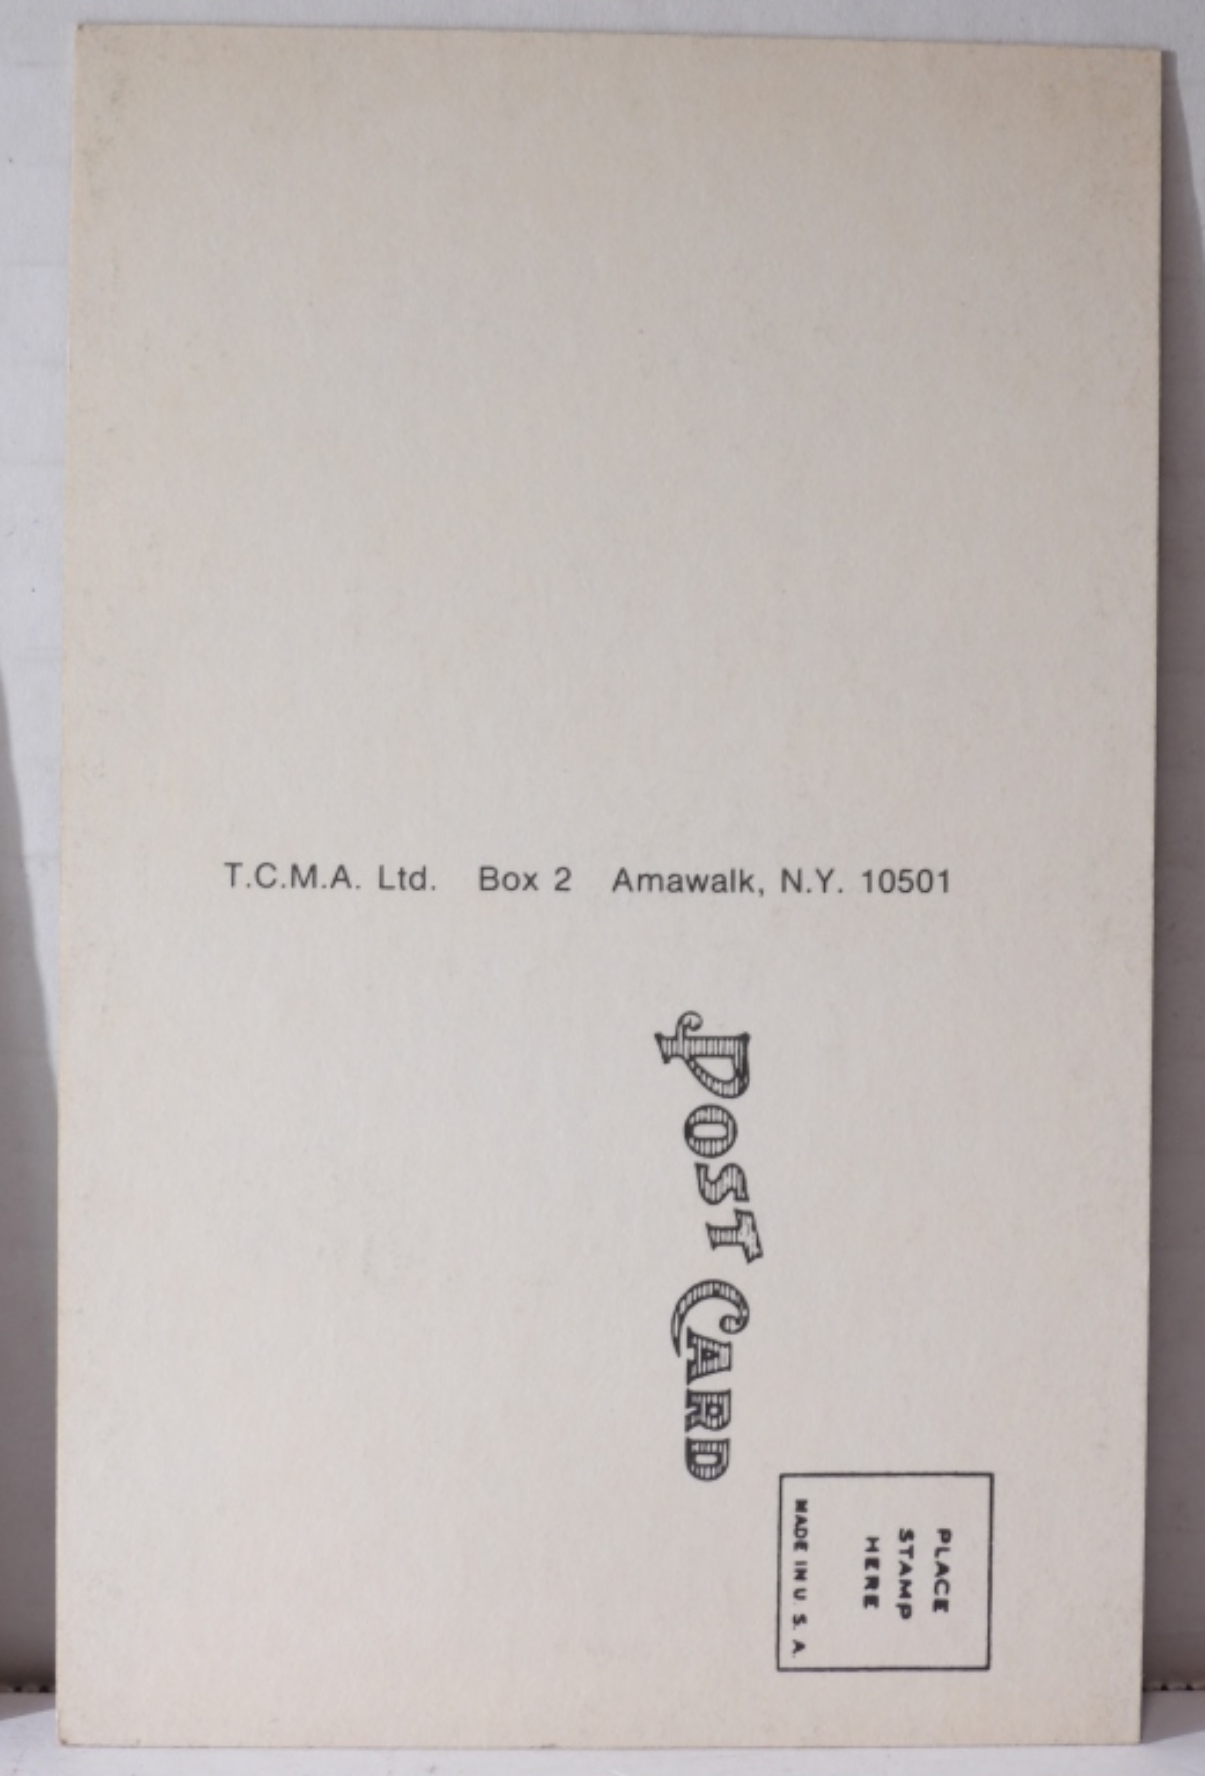 T.C.M.A. Ltd. Box 2 Amawalk, N.Y. 10501
POST CARD
PLACE
STAMP
HERE
MADE IN U. S. A.